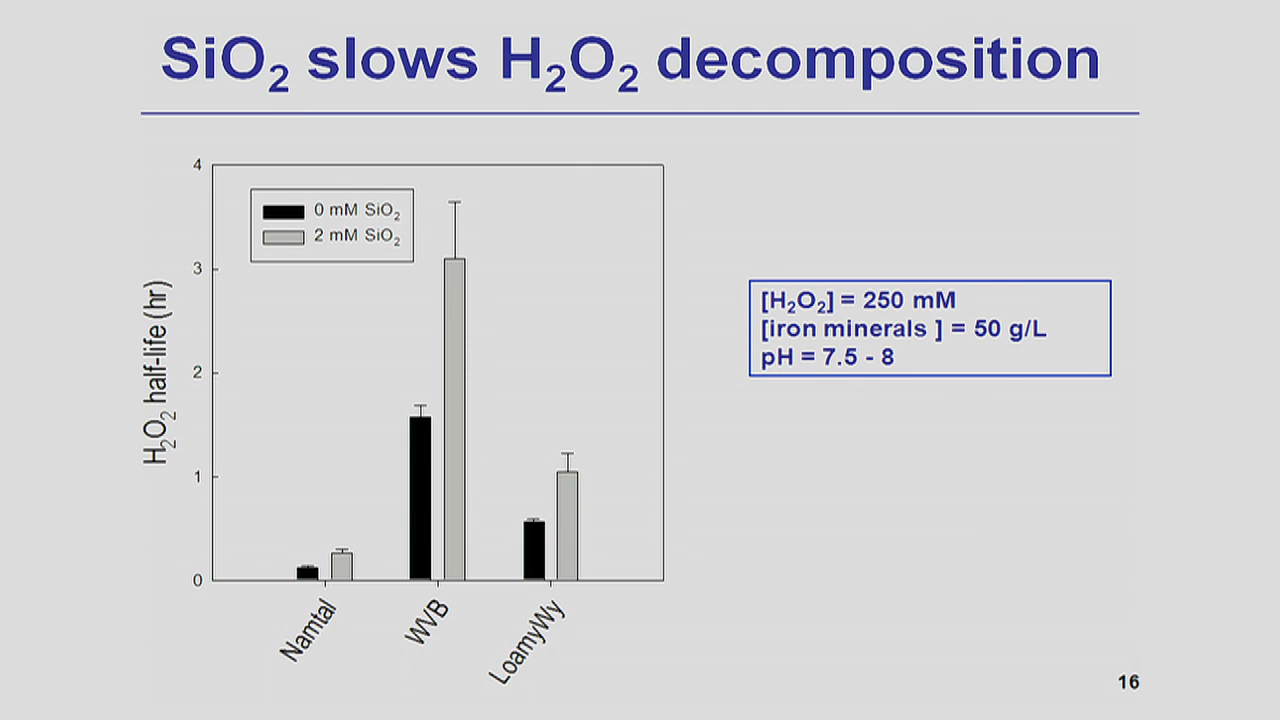 SiO₂ slows H₂O₂ decomposition
4
3
2
1
0
H₂O₂ half-life (hr)
0 mM SiO₂
2 mM SiO₂
Namtal
WVB
LoamyWy
[H₂O₂] = 250 mM
[iron minerals ] = 50 g/L
pH = 7.5 - 8
16